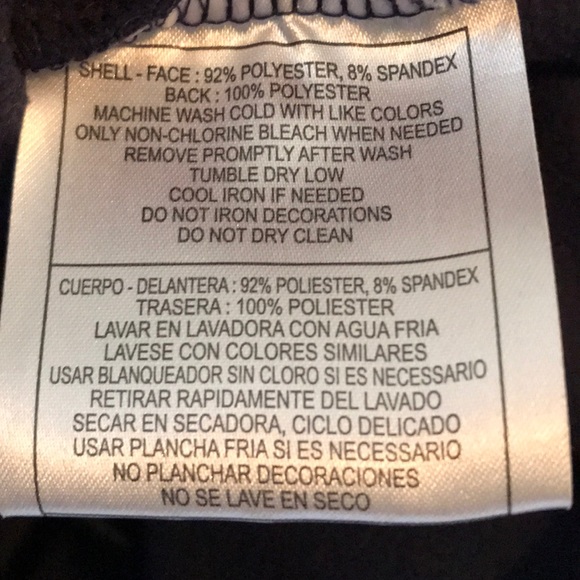 SHELL - FACE : 92% POLYESTER, 8% SPANDEX
BACK : 100% POLYESTER
MACHINE WASH COLD WITH LIKE COLORS
ONLY NON-CHLORINE BLEACH WHEN NEEDED
REMOVE PROMPTLY AFTER WASH
TUMBLE DRY LOW
COOL IRON IF NEEDED
DO NOT IRON DECORATIONS
DO NOT DRY CLEAN
CUERPO - DELANTERA : 92% POLIESTER, 8% SPANDEX
TRASERA : 100% POLIESTER
LAVAR EN LAVADORA CON AGUA FRIA
LAVESE CON COLORES SIMILARES
USAR BLANQUEADOR SIN CLORO SI ES NECESSARIO
RETIRAR RAPIDAMENTE DEL LAVADO
SECAR EN SECADORA, CICLO DELICADO
USAR PLANCHA FRIA SI ES NECESSARIO
NO PLANCHAR DECORACIONES
NO SE LAVE EN SECO